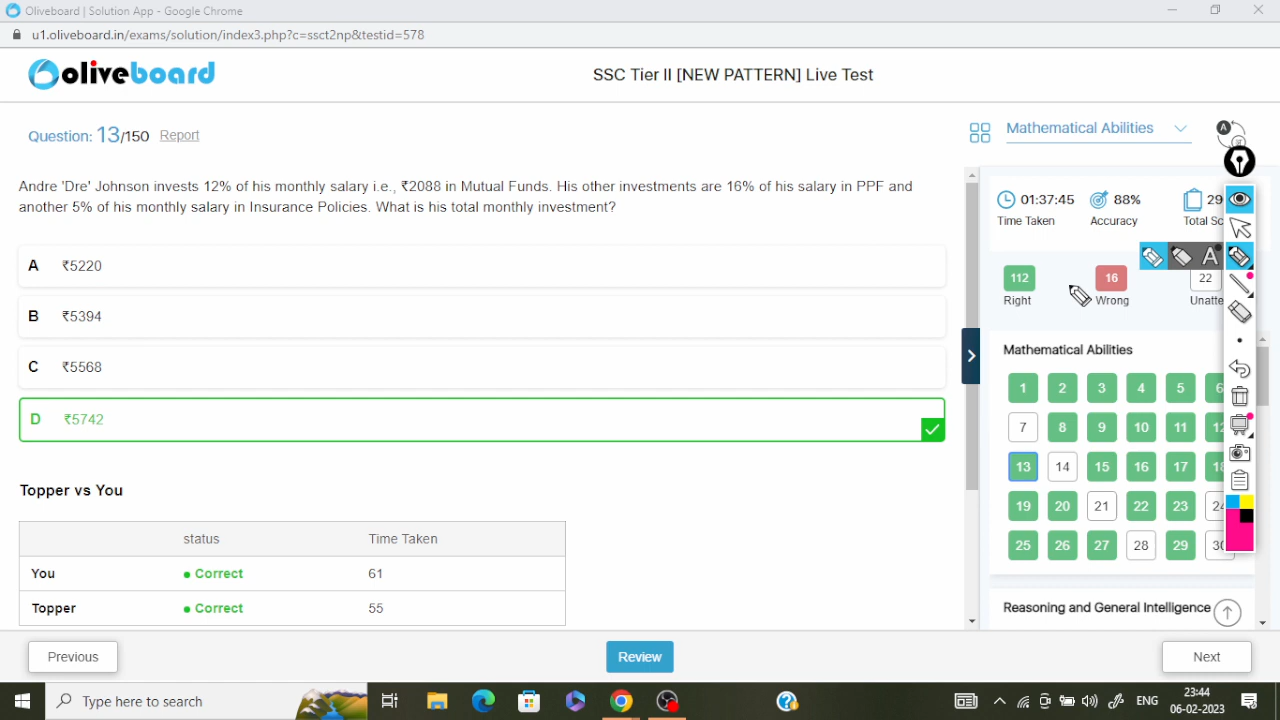 Oliveboard | Solution App - Google Chrome
u1.oliveboard.in/exams/solution/index3.php?c=ssct2np&testid=578
oliveboard
SSC Tier II [NEW PATTERN] Live Test
Question: 13/150 Report
Mathematical Abilities
Andre 'Dre' Johnson invests 12% of his monthly salary i.e., ₹2088 in Mutual Funds. His other investments are 16% of his salary in PPF and
another 5% of his monthly salary in Insurance Policies. What is his total monthly investment?
A ₹5220
B ₹5394
C ₹5568
D ₹5742
Topper vs You
status Time Taken
You Correct 61
Topper Correct 55
01:37:45 88% 29
Time Taken Accuracy Total Sc
A
112 16 22
Right Wrong Unatte
Mathematical Abilities
1 2 3 4 5 6
7 8 9 10 11 12
13 14 15 16 17 18
19 20 21 22 23 24
25 26 27 28 29 30
Reasoning and General Intelligence
Previous Review Next
Type here to search
ENG
23:44
06-02-2023